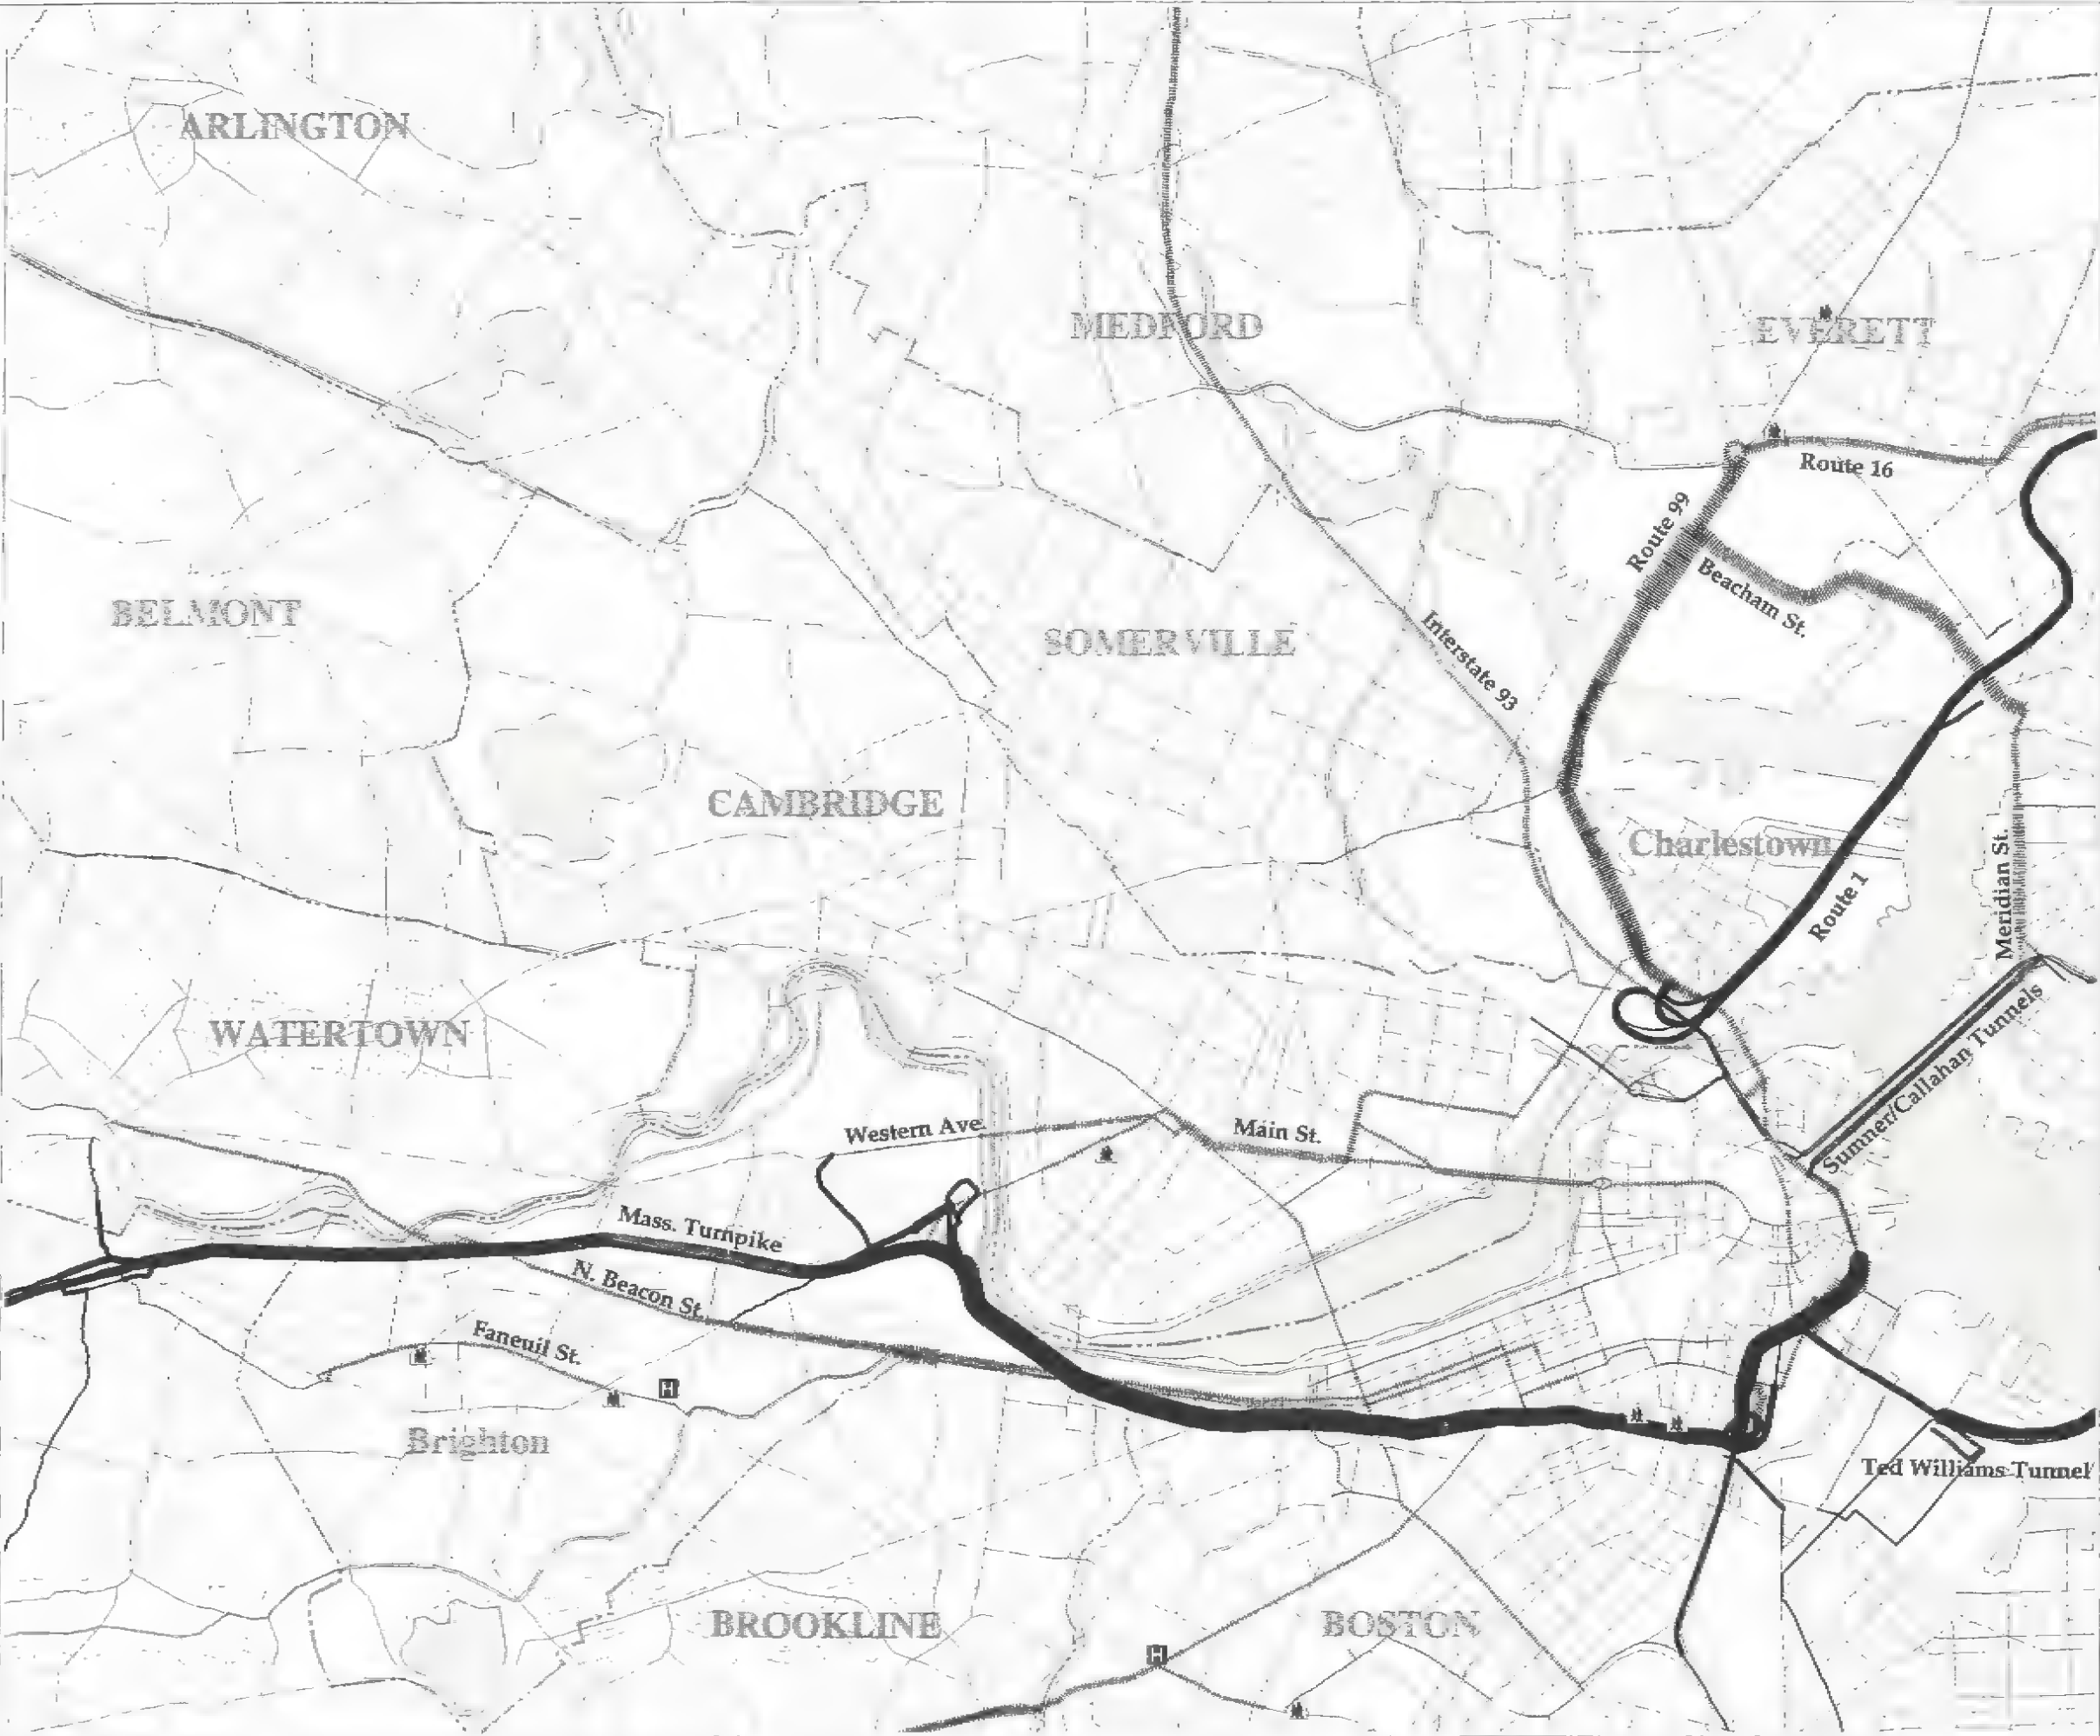 ARLINGTON
MEDFORD
EVERETT
Route 16
Route 99
Beacham St.
BELMONT
SOMERVILLE
Interstate 93
CAMBRIDGE
Charlestown
Route 1
Meridian St.
WATERTOWN
Sumner/Callahan Tunnels
Western Ave.
Main St.
Mass. Turnpike
N. Beacon St.
Faneuil St.
H
Brighton
Ted Williams Tunnel
BROOKLINE
BOSTON
H